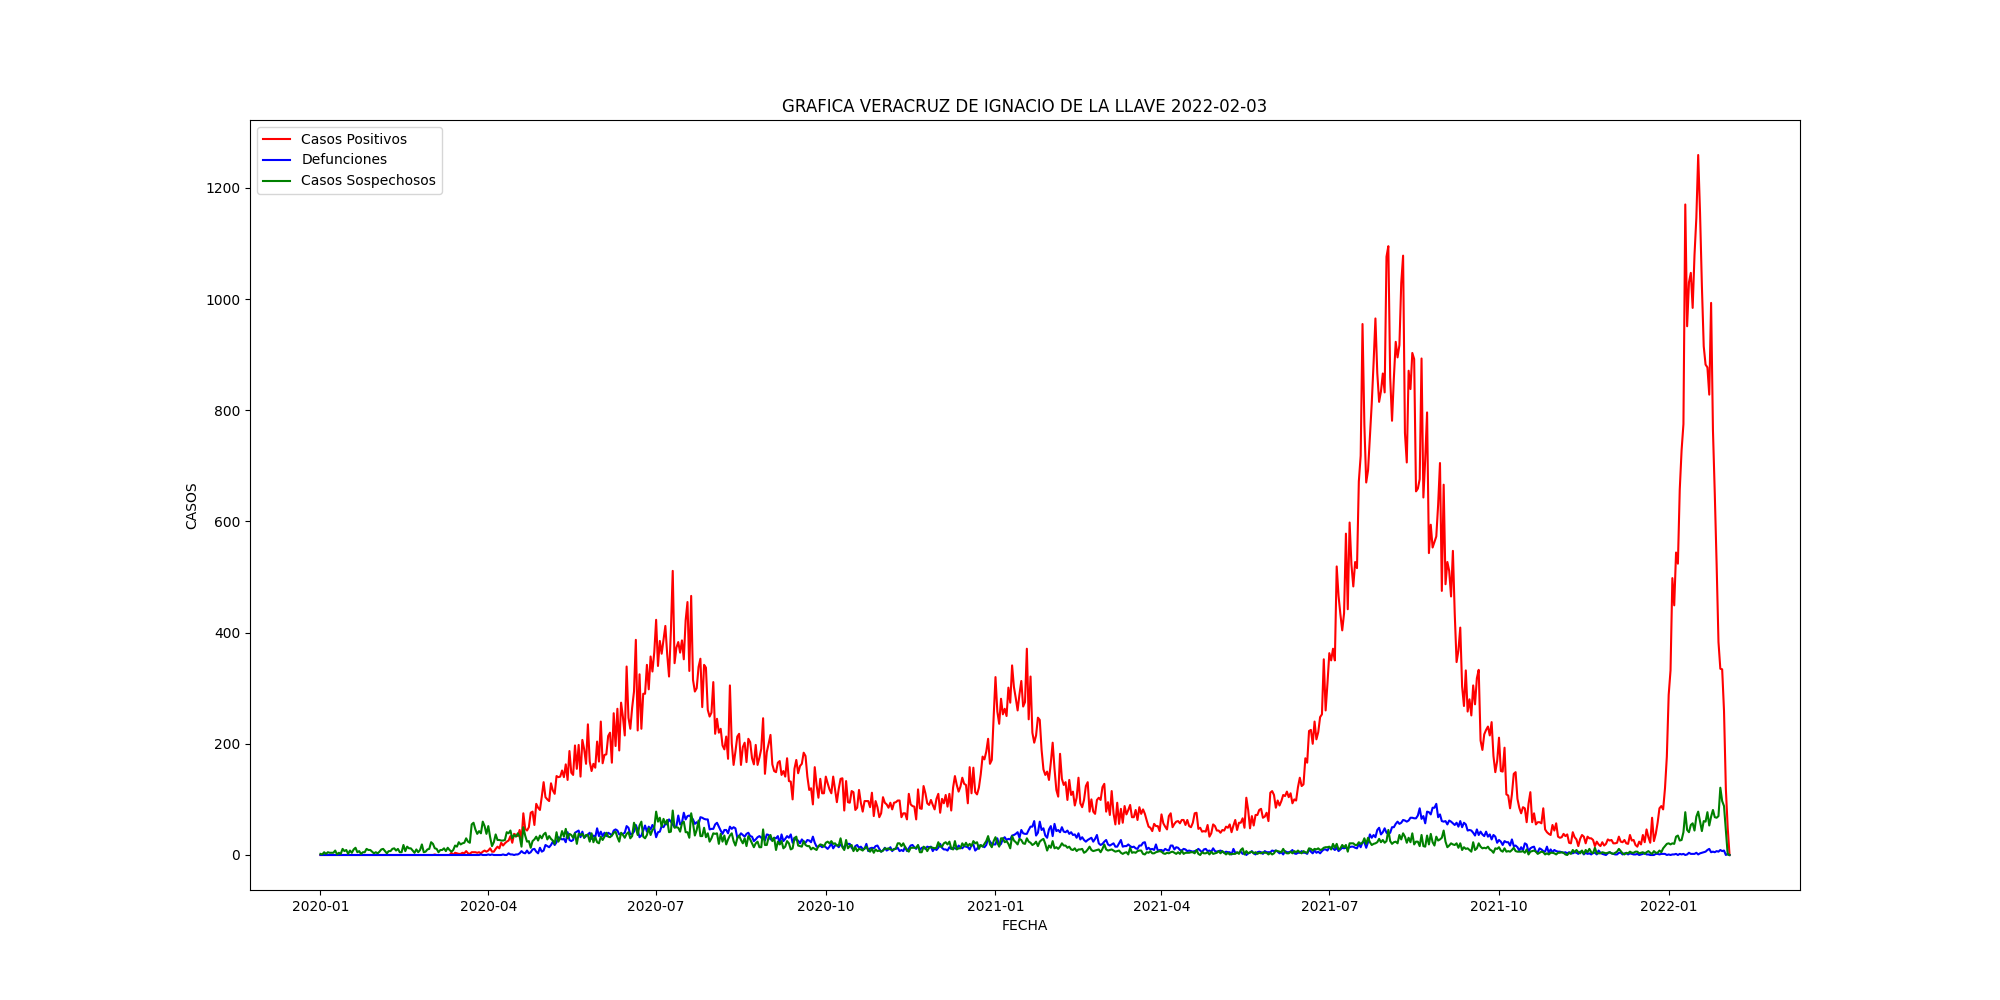 GRAFICA VERACRUZ DE IGNACIO DE LA LLAVE 2022-02-03
Casos Positivos
Defunciones
Casos Sospechosos
CASOS
1200
1000
800
600
400
200
0
2020-01 2020-04 2020-07 2020-10 2021-01 2021-04 2021-07 2021-10 2022-01
FECHA